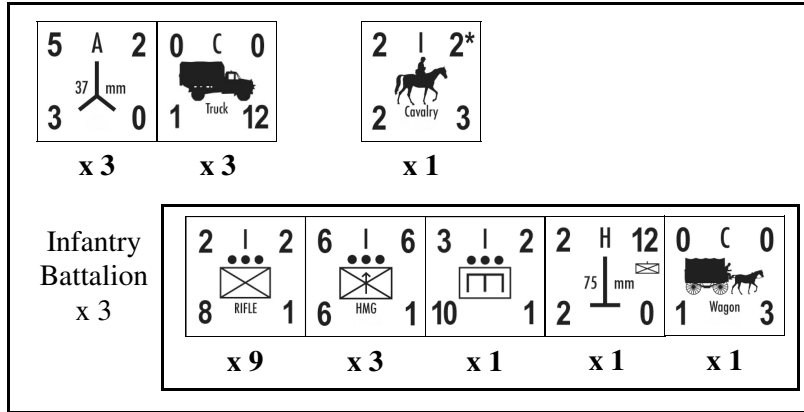 5 A 2 0 C 0 2 I 2*
37 mm
Truck Cavalry
3 0 1 12 2 3
x 3 x 3 x 1
Infantry
Battalion
x 3
2 I 2 6 I 6 3 I 2 2 H 12 0 C 0
75 mm
RIFLE HMG Wagon
8 1 6 1 10 1 2 0 1 3
x 9 x 3 x 1 x 1 x 1